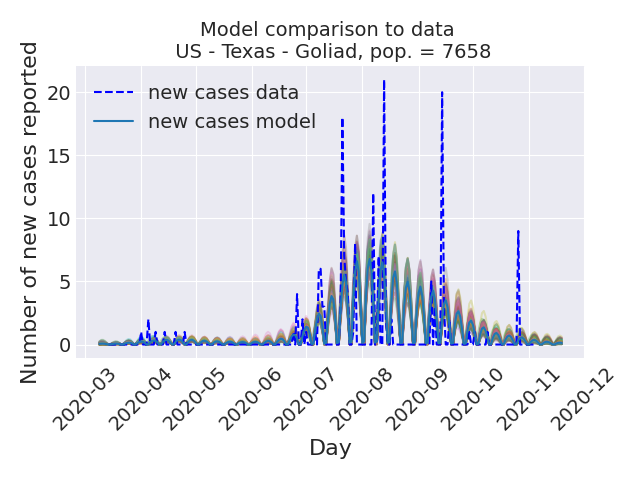 Model comparison to data
US - Texas - Goliad, pop. = 7658
Number of new cases reported
20
15
10
5
0
new cases data
new cases model
2020-03
2020-04
2020-05
2020-06
2020-07
2020-08
2020-09
2020-10
2020-11
2020-12
Day